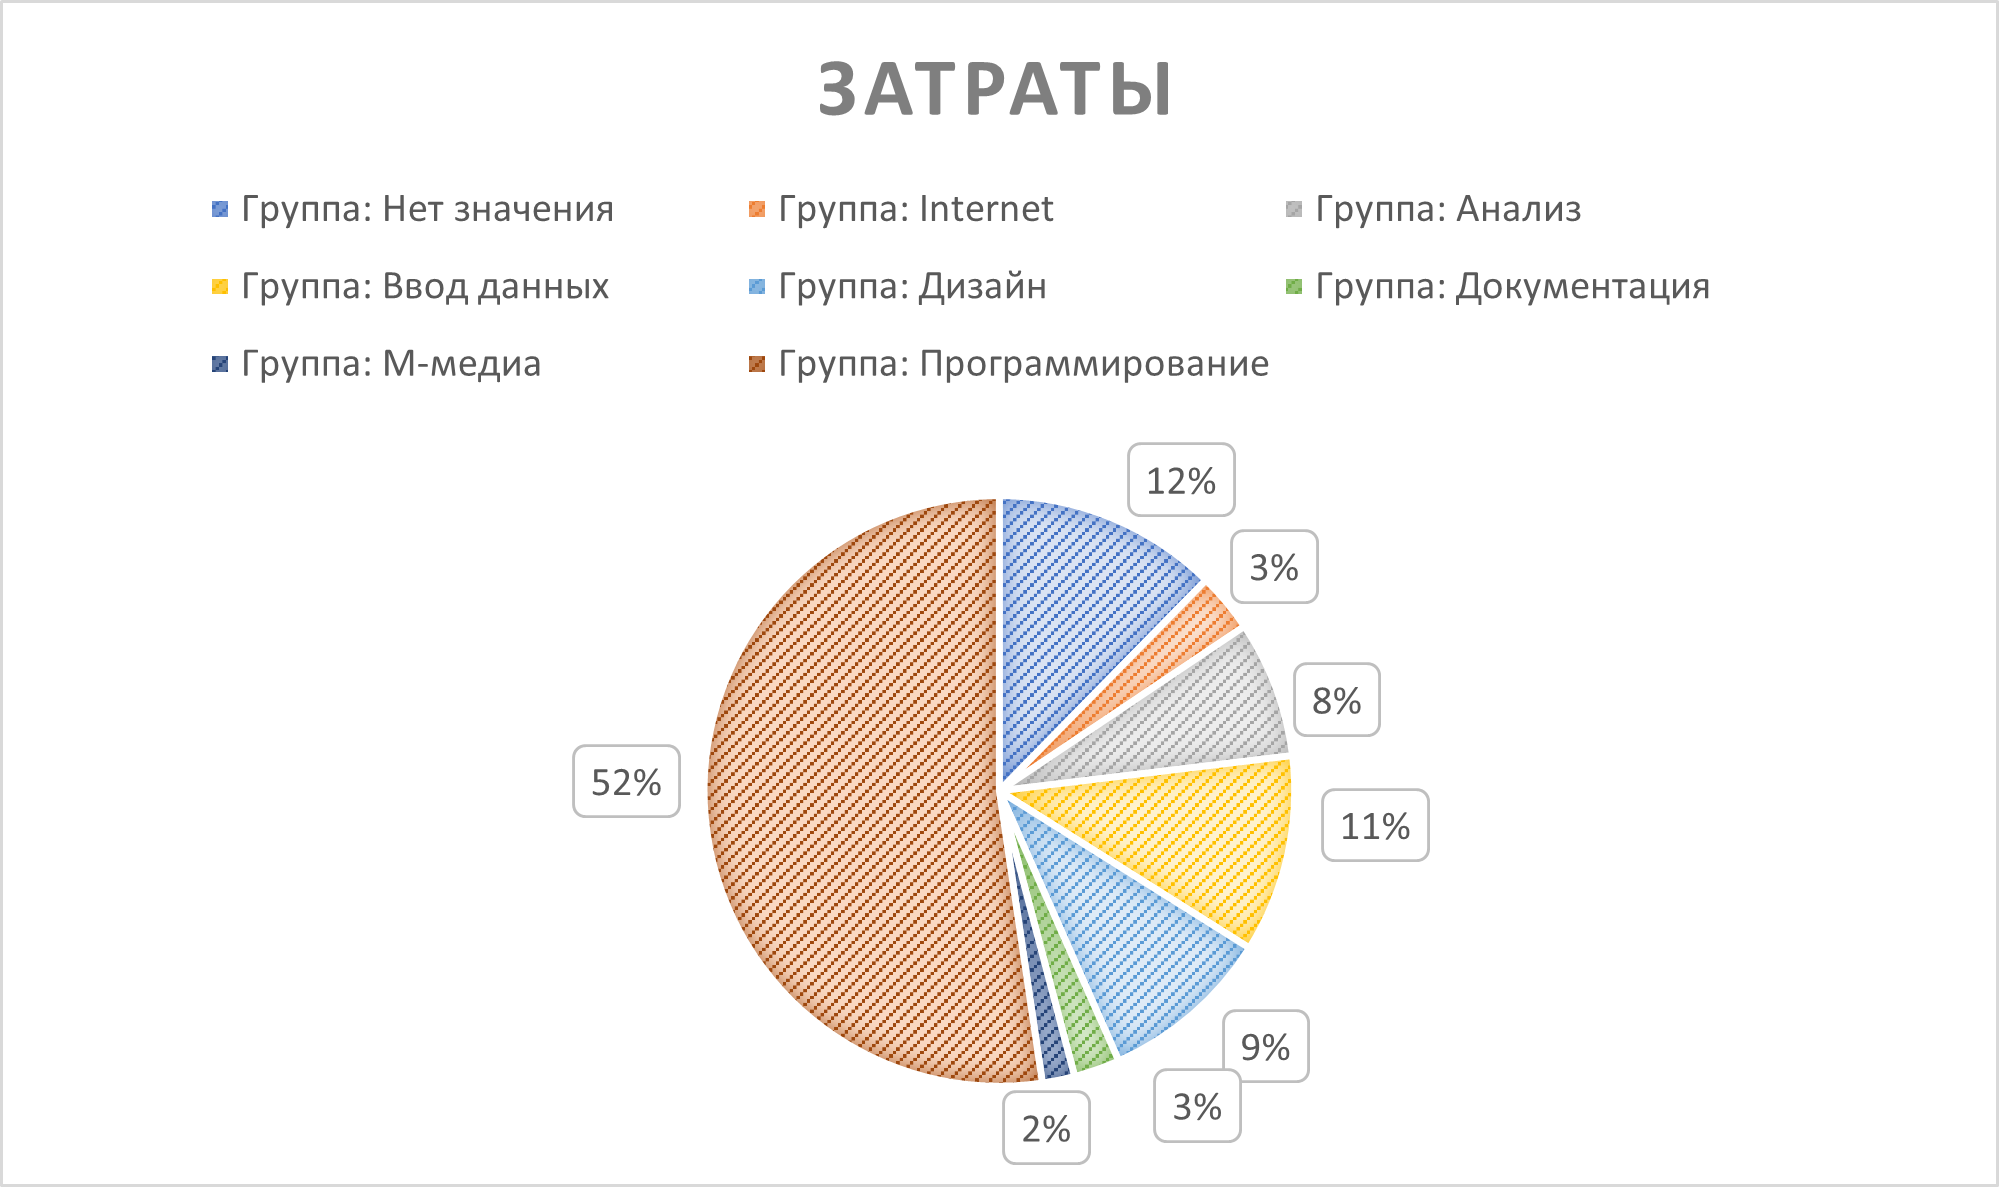 ЗАТРАТЫ
Группа: Нет значения
Группа: Internet
Группа: Анализ
Группа: Ввод данных
Группа: Дизайн
Группа: Документация
Группа: М-медиа
Группа: Программирование
12%
3%
8%
11%
9%
3%
2%
52%